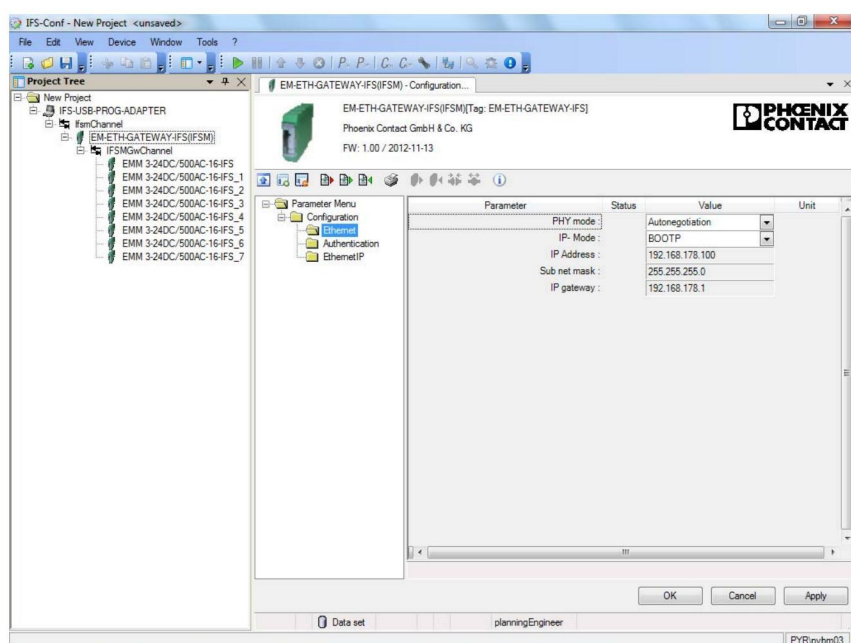 IFS-Conf - New Project <unsaved>
File Edit View Device Window Tools ?
Project Tree
New Project
IFS-USB-PROG-ADAPTER
IfsmChannel
EM-ETH-GATEWAY-IFS(IFSM)
IFSMGwChannel
EMM 3-24DC/500AC-16-IFS
EMM 3-24DC/500AC-16-IFS_1
EMM 3-24DC/500AC-16-IFS_2
EMM 3-24DC/500AC-16-IFS_3
EMM 3-24DC/500AC-16-IFS_4
EMM 3-24DC/500AC-16-IFS_5
EMM 3-24DC/500AC-16-IFS_6
EMM 3-24DC/500AC-16-IFS_7
EM-ETH-GATEWAY-IFS(IFSM) - Configuration...
EM-ETH-GATEWAY-IFS(IFSM)[Tag: EM-ETH-GATEWAY-IFS]
Phoenix Contact GmbH & Co. KG
FW: 1.00 / 2012-11-13
PHŒNIX
CONTACT
Parameter Menu
Configuration
Ethernet
Authentication
EthernetIP
Parameter Status Value Unit
PHY mode : Autonegotiation
IP- Mode : BOOTP
IP Address : 192.168.178.100
Sub net mask : 255.255.255.0
IP gateway : 192.168.178.1
OK Cancel Apply
Data set planningEngineer